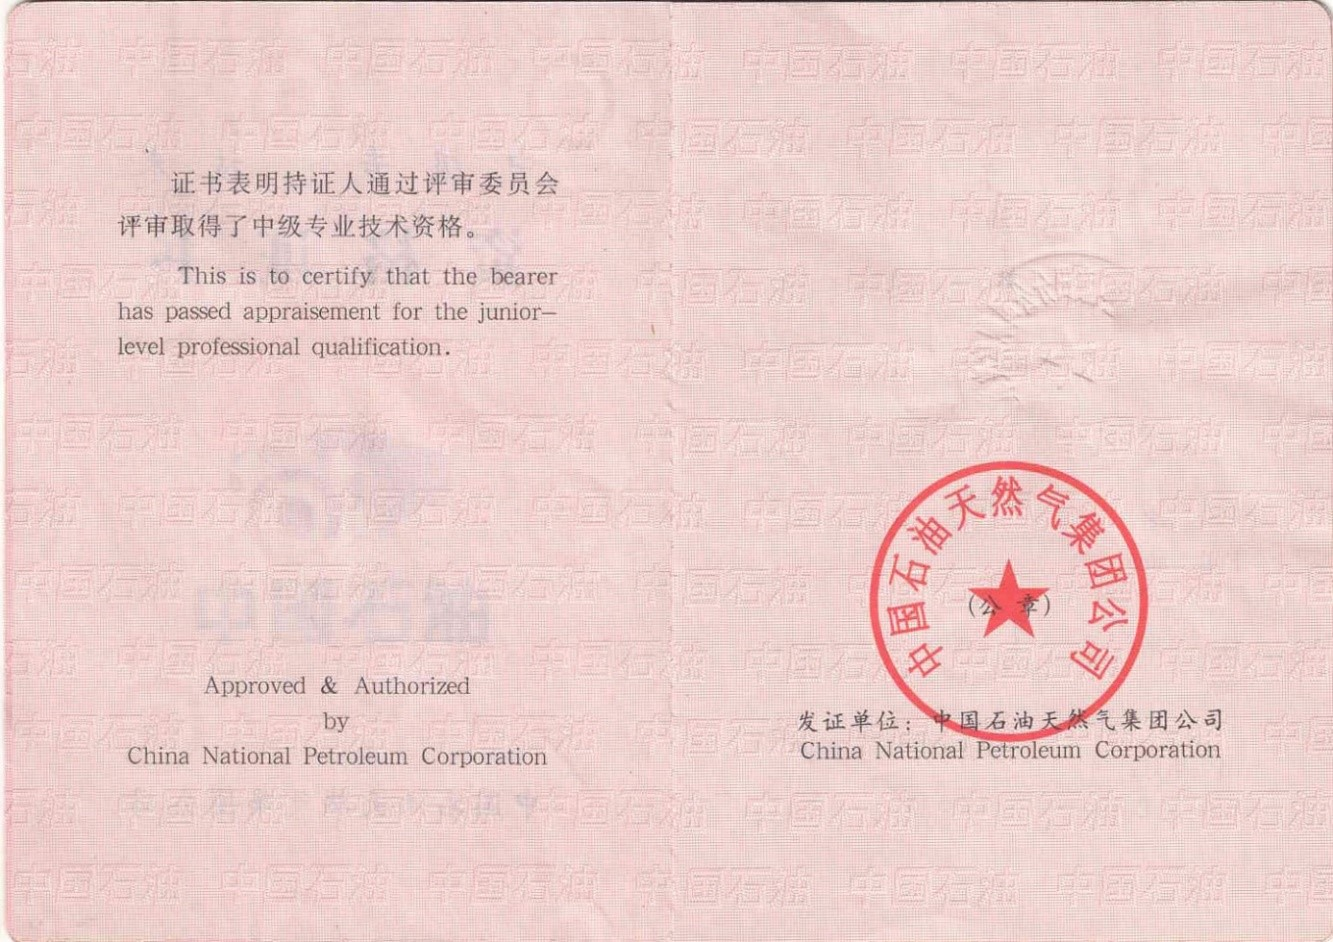 证书表明持证人通过评审委员会
评审取得了中级专业技术资格。
This is to certify that the bearer
has passed appraisement for the junior—
level professional qualification.
Approved & Authorized
by
China National Petroleum Corporation
中国石油天然气集团公司
(公 章)
发证单位：中国石油天然气集团公司
China National Petroleum Corporation
中国石油